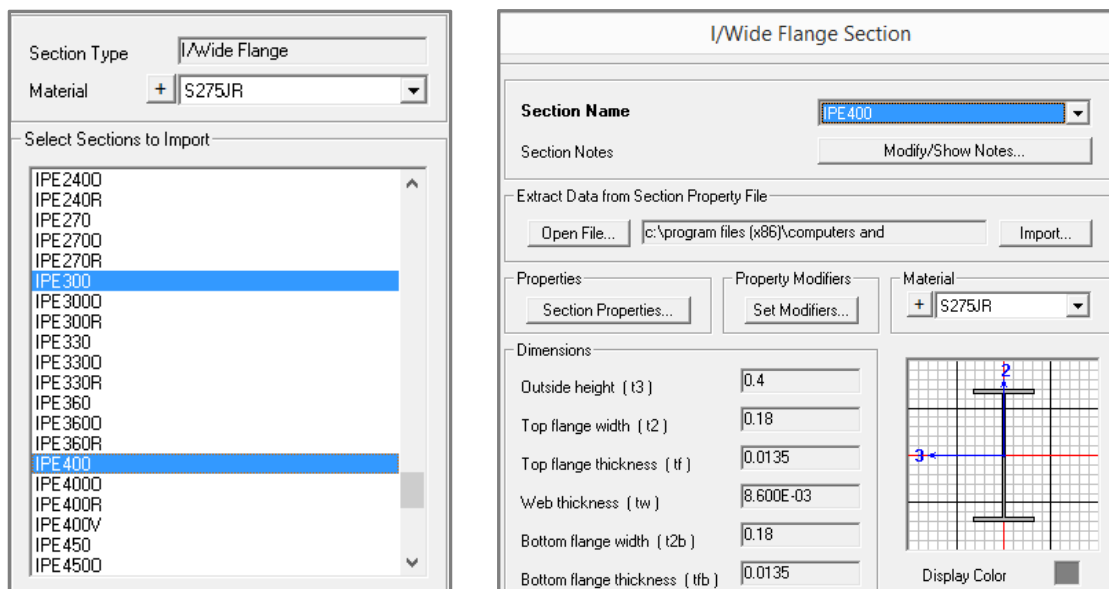 Section Type I/Wide Flange
Material + S275JR
Select Sections to Import
IPE240O
IPE240R
IPE270
IPE270O
IPE270R
IPE300
IPE300O
IPE300R
IPE330
IPE330O
IPE330R
IPE360
IPE360O
IPE360R
IPE400
IPE400O
IPE400R
IPE400V
IPE450
IPE450O
I/Wide Flange Section
Section Name IPE400
Section Notes Modify/Show Notes...
Extract Data from Section Property File
Open File... c:\program files (x86)\computers and Import...
Properties Property Modifiers Material
Section Properties... Set Modifiers... + S275JR
Dimensions
Outside height ( t3 ) 0.4
Top flange width ( t2 ) 0.18
Top flange thickness ( tf ) 0.0135
Web thickness ( tw ) 8.600E-03
Bottom flange width ( t2b ) 0.18
Bottom flange thickness ( tfb ) 0.0135
2
3
Display Color